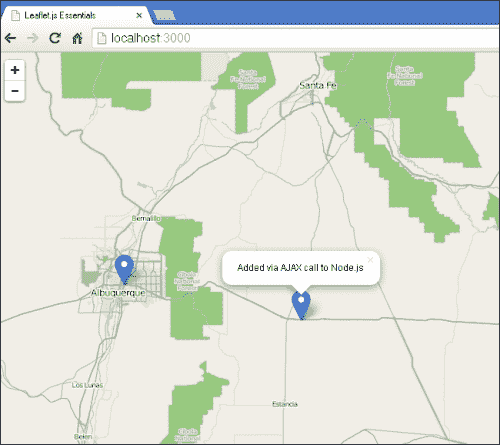 Leaflet.js Essentials
localhost:3000
+
−
Santa
Fe National
Forest
Santa
Fe National
Forest
Santa Fe
Bernalillo
Albuquerque
Cibola
National
Forest
Added via AJAX call to Node.js
×
Los Lunas
Estancia
Cibola
National
Belen